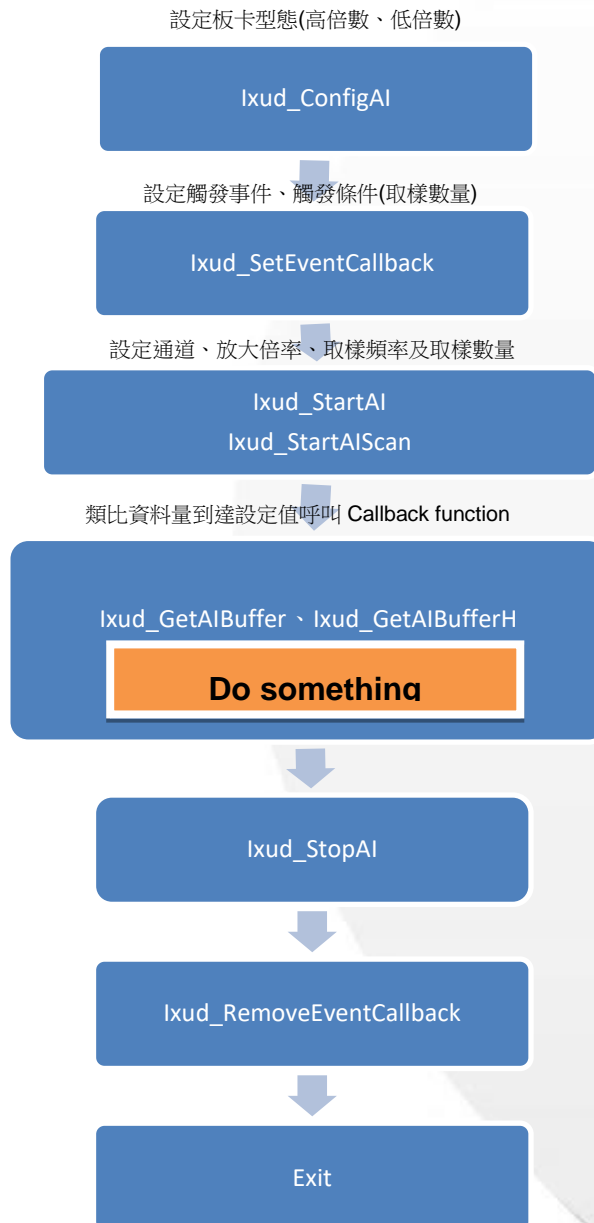 設定板卡型態(高倍數、低倍數)
Ixud_ConfigAI
設定觸發事件、觸發條件(取樣數量)
Ixud_SetEventCallback
設定通道、放大倍率、取樣頻率及取樣數量
Ixud_StartAI
Ixud_StartAIScan
類比資料量到達設定值呼叫 Callback function
Ixud_GetAIBuffer、Ixud_GetAIBufferH
Do something
Ixud_StopAI
Ixud_RemoveEventCallback
Exit